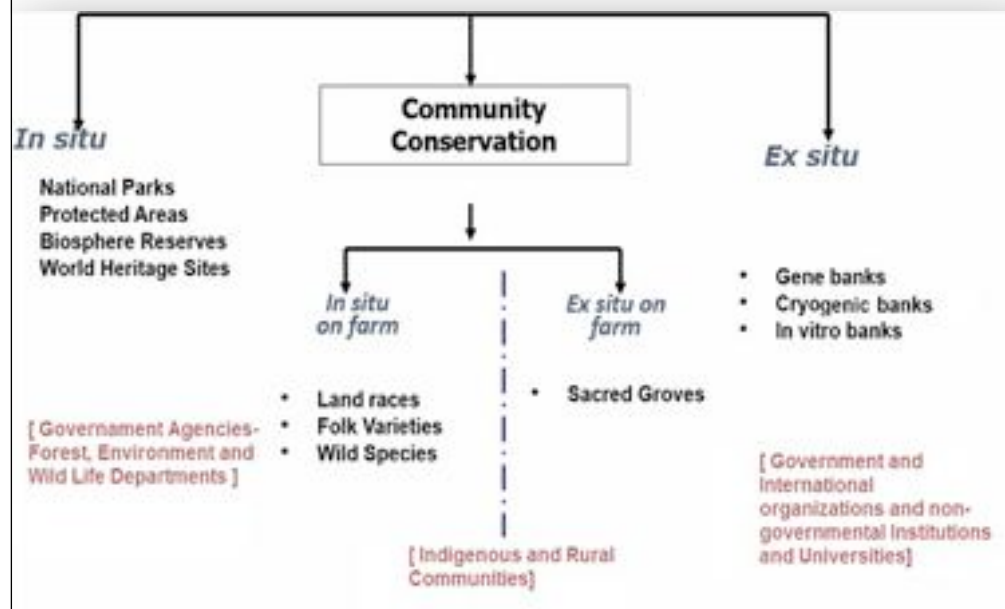 Community
Conservation
In situ
National Parks
Protected Areas
Biosphere Reserves
World Heritage Sites
[ Governament Agencies-
Forest, Environment and
Wild Life Departments ]
In situ
on farm
• Land races
• Folk Varieties
• Wild Species
Ex situ on
farm
• Sacred Groves
[ Indigenous and Rural
Communities]
Ex situ
• Gene banks
• Cryogenic banks
• In vitro banks
[ Government and
International
organizations and non-
governmental Institutions
and Universities]